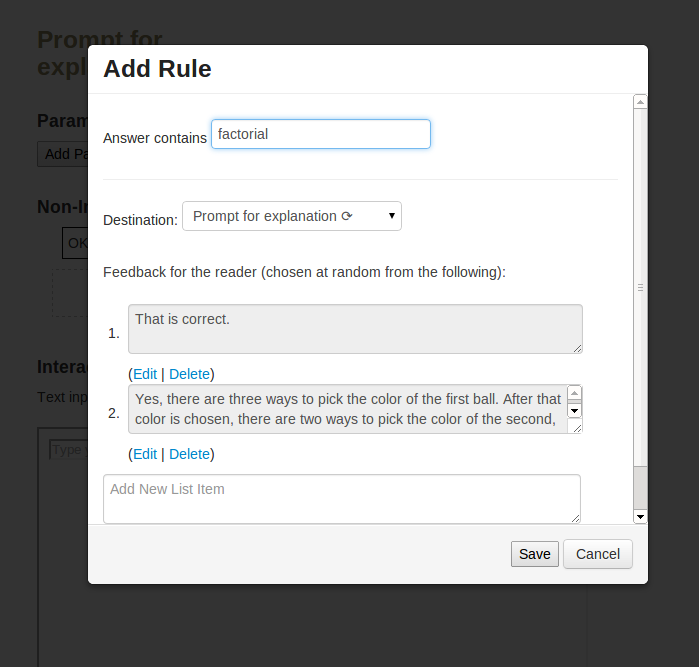 Prompt for
expl
Add Rule
Param
Answer contains factorial
Add Pa
Non-In
Destination: Prompt for explanation ⟳
OK
Feedback for the reader (chosen at random from the following):
1. That is correct.
(Edit | Delete)
Intera
2. Yes, there are three ways to pick the color of the first ball. After that
color is chosen, there are two ways to pick the color of the second,
Text inp
(Edit | Delete)
Type
Add New List Item
Save Cancel